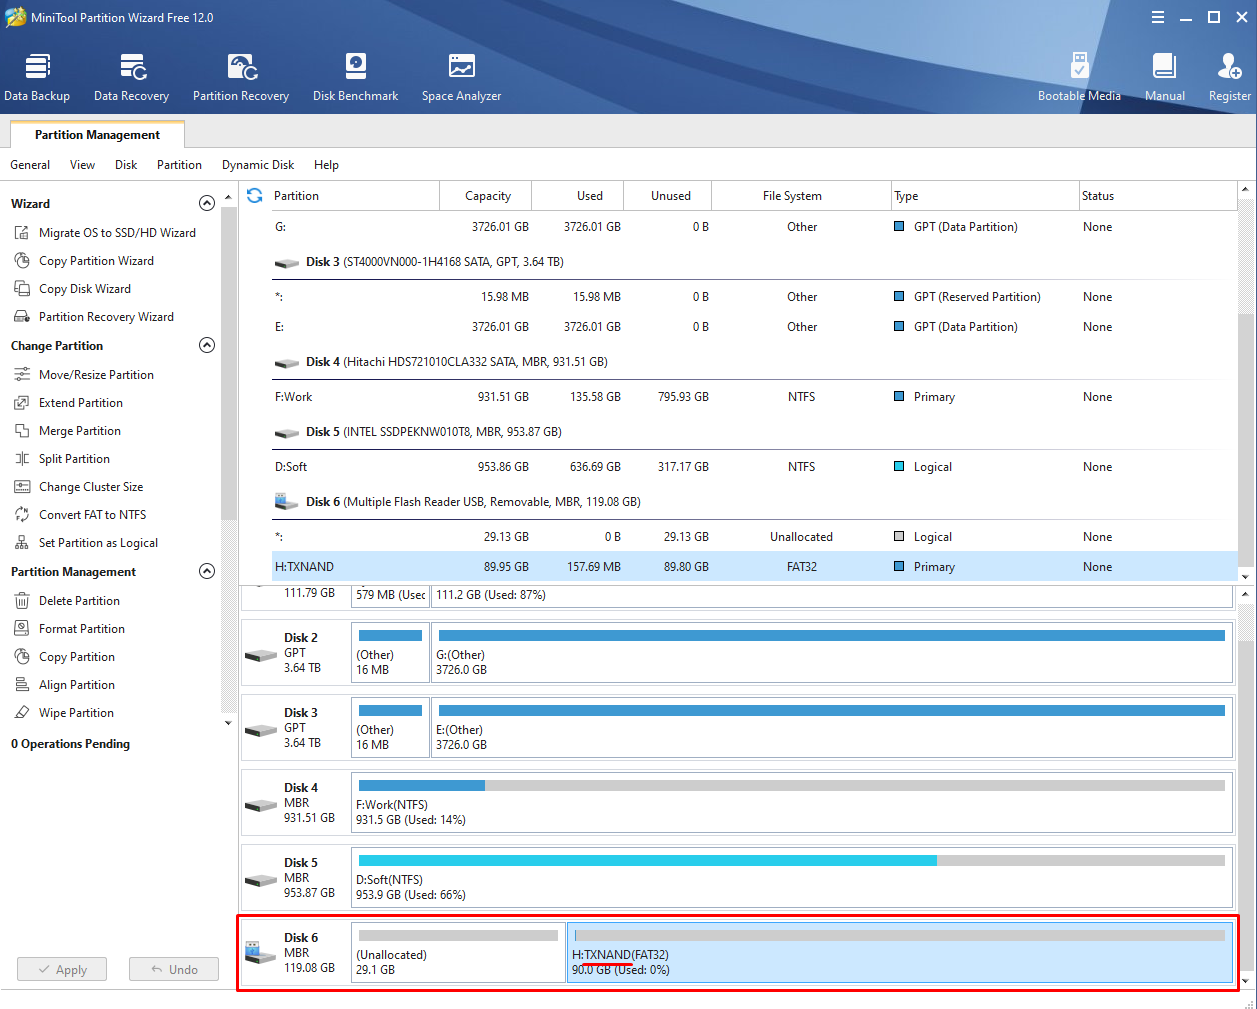 MiniTool Partition Wizard Free 12.0
Data Backup Data Recovery Partition Recovery Disk Benchmark Space Analyzer Bootable Media Manual Register
Partition Management
General View Disk Partition Dynamic Disk Help
Wizard
Migrate OS to SSD/HD Wizard
Copy Partition Wizard
Copy Disk Wizard
Partition Recovery Wizard
Change Partition
Move/Resize Partition
Extend Partition
Merge Partition
Split Partition
Change Cluster Size
Convert FAT to NTFS
Set Partition as Logical
Partition Management
Delete Partition
Format Partition
Copy Partition
Align Partition
Wipe Partition
0 Operations Pending
Apply Undo
Partition Capacity Used Unused File System Type Status
G: 3726.01 GB 3726.01 GB 0 B Other GPT (Data Partition) None
Disk 3 (ST4000VN000-1H4168 SATA, GPT, 3.64 TB)
*: 15.98 MB 15.98 MB 0 B Other GPT (Reserved Partition) None
E: 3726.01 GB 3726.01 GB 0 B Other GPT (Data Partition) None
Disk 4 (Hitachi HDS721010CLA332 SATA, MBR, 931.51 GB)
F:Work 931.51 GB 135.58 GB 795.93 GB NTFS Primary None
Disk 5 (INTEL SSDPEKNW010T8, MBR, 953.87 GB)
D:Soft 953.86 GB 636.69 GB 317.17 GB NTFS Logical None
Disk 6 (Multiple Flash Reader USB, Removable, MBR, 119.08 GB)
*: 29.13 GB 0 B 29.13 GB Unallocated Logical None
H:TXNAND 89.95 GB 157.69 MB 89.80 GB FAT32 Primary None
111.79 GB 579 MB (Usec 111.2 GB (Used: 87%)
Disk 2
GPT
3.64 TB
(Other)
16 MB
G:(Other)
3726.0 GB
Disk 3
GPT
3.64 TB
(Other)
16 MB
E:(Other)
3726.0 GB
Disk 4
MBR
931.51 GB
F:Work(NTFS)
931.5 GB (Used: 14%)
Disk 5
MBR
953.87 GB
D:Soft(NTFS)
953.9 GB (Used: 66%)
Disk 6
MBR
119.08 GB
(Unallocated)
29.1 GB
H:TXNAND(FAT32)
90.0 GB (Used: 0%)